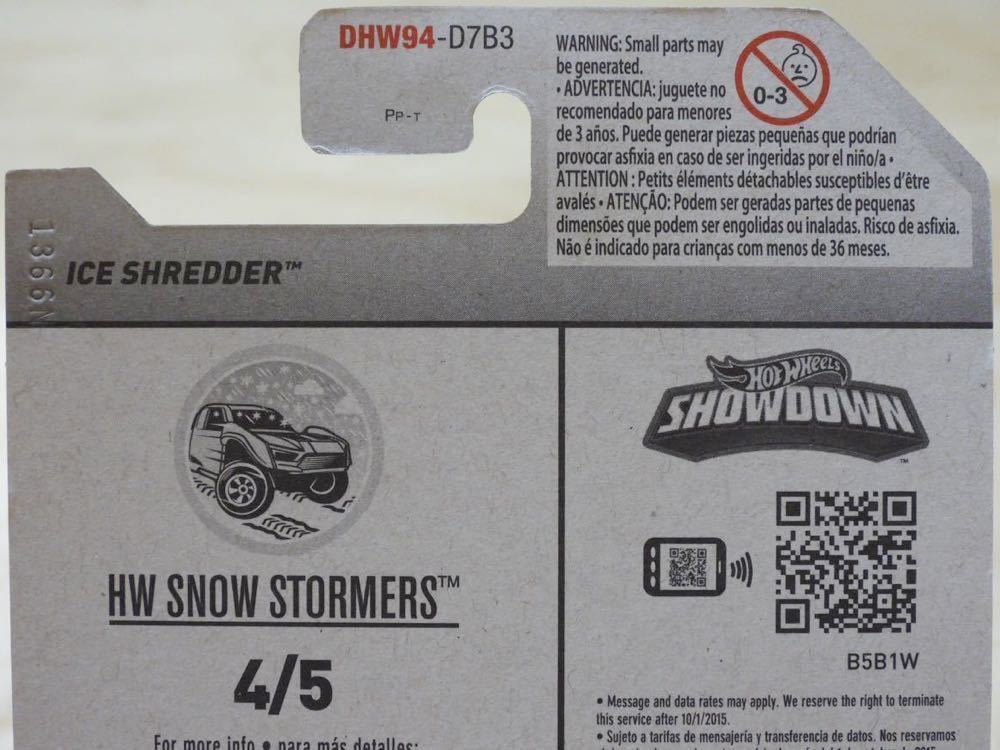 DHW94-D7B3
PP-T
WARNING: Small parts may
be generated.
• ADVERTENCIA: juguete no
recomendado para menores
de 3 años. Puede generar piezas pequeñas que podrían
provocar asfixia en caso de ser ingeridas por el niño/a •
ATTENTION : Petits éléments détachables susceptibles d'être
avalés • ATENÇÃO: Podem ser geradas partes de pequenas
dimensões que podem ser engolidas ou inaladas. Risco de asfixia.
Não é indicado para crianças com menos de 36 meses.
0-3
1366
ICE SHREDDER™
HW SNOW STORMERS™
4/5
For more info • para más detalles:
HOT WHEELS
SHOWDOWN™
B5B1W
• Message and data rates may apply. We reserve the right to terminate
this service after 10/1/2015.
• Sujeto a tarifas de mensajería y transferencia de datos. Nos reservamos